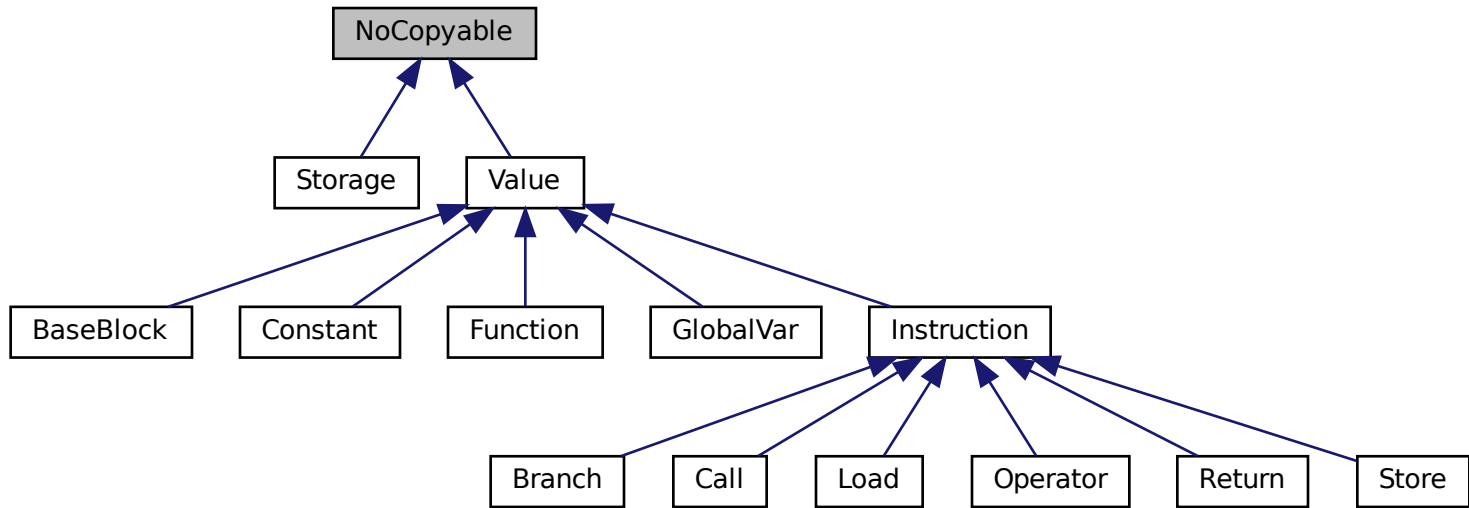 NoCopyable
Storage
Value
BaseBlock
Constant
Function
GlobalVar
Instruction
Branch
Call
Load
Operator
Return
Store